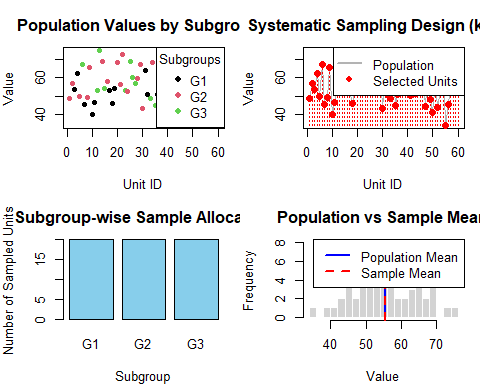 Population Values by Subgro
Value
40
60
0
10
20
30
40
50
60
Unit ID
Subgroups
G1
G2
G3
Systematic Sampling Design (k
Value
40
60
0
10
20
30
40
50
60
Unit ID
Population
Selected Units
Subgroup-wise Sample Alloca
Number of Sampled Units
0
5
15
G1
G2
G3
Subgroup
Population vs Sample Mean
Frequency
0
4
8
40
50
60
70
Value
Population Mean
Sample Mean